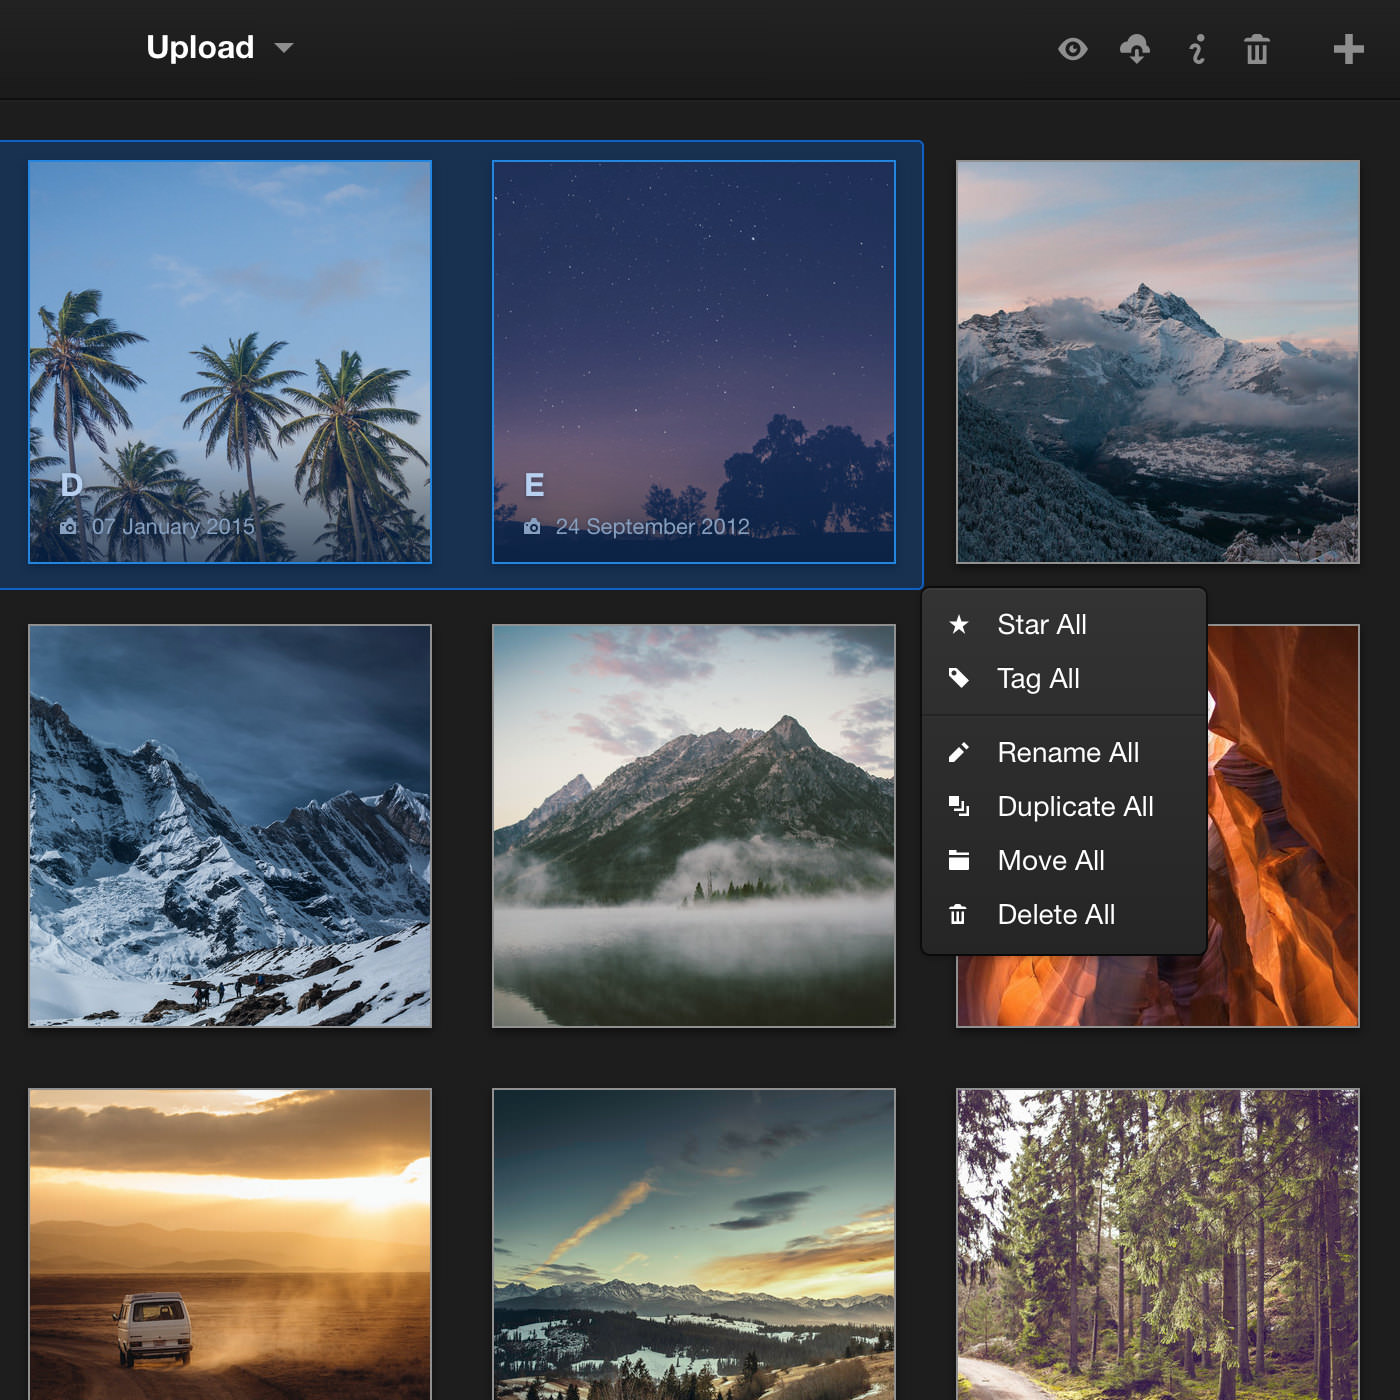 Upload
D
07 January 2015
E
24 September 2012
Star All
Tag All
Rename All
Duplicate All
Move All
Delete All